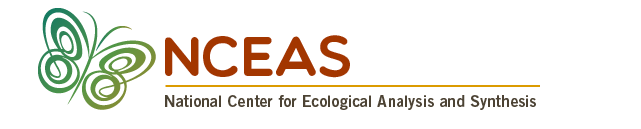 NCEAS
National Center for Ecological Analysis and Synthesis